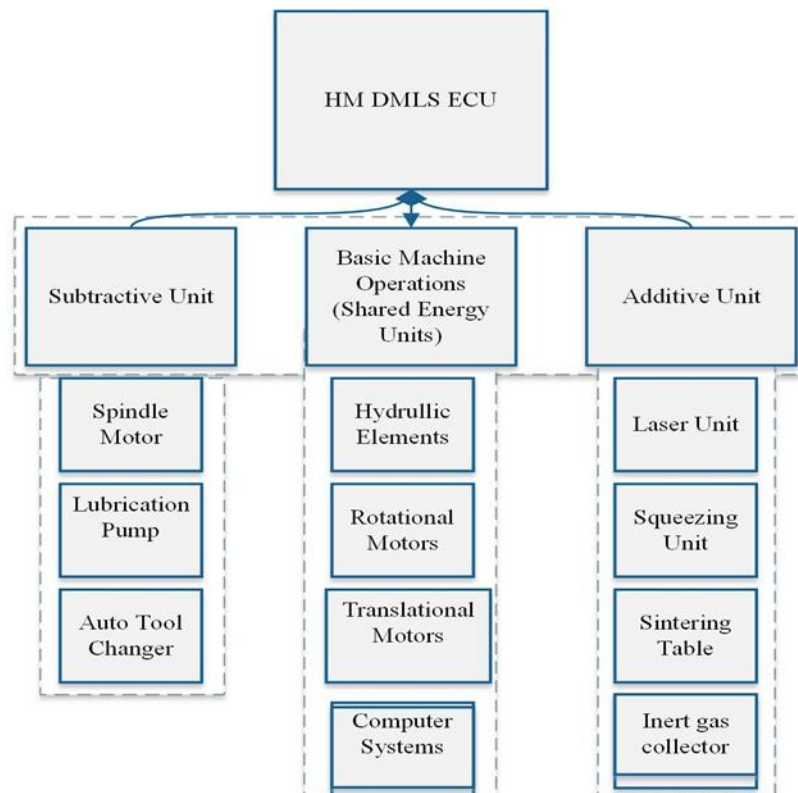 HM DMLS ECU
Subtractive Unit
Basic Machine
Operations
(Shared Energy
Units)
Additive Unit
Spindle
Motor
Lubrication
Pump
Auto Tool
Changer
Hydrullic
Elements
Rotational
Motors
Translational
Motors
Computer
Systems
Laser Unit
Squeezing
Unit
Sintering
Table
Inert gas
collector